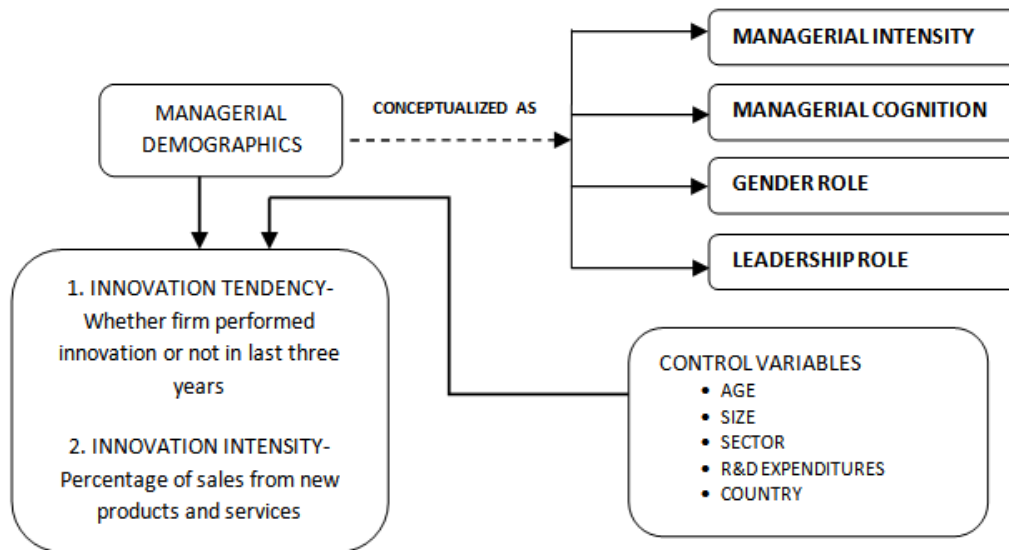 MANAGERIAL
DEMOGRAPHICS
CONCEPTUALIZED AS
MANAGERIAL INTENSITY
MANAGERIAL COGNITION
GENDER ROLE
LEADERSHIP ROLE
1. INNOVATION TENDENCY-
Whether firm performed
innovation or not in last three
years
2. INNOVATION INTENSITY-
Percentage of sales from new
products and services
CONTROL VARIABLES
• AGE
• SIZE
• SECTOR
• R&D EXPENDITURES
• COUNTRY